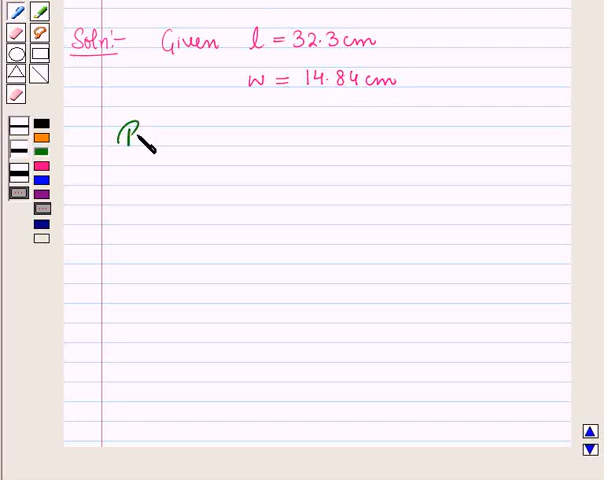 Soln:- Given l = 32.3 cm
w = 14.84 cm
P